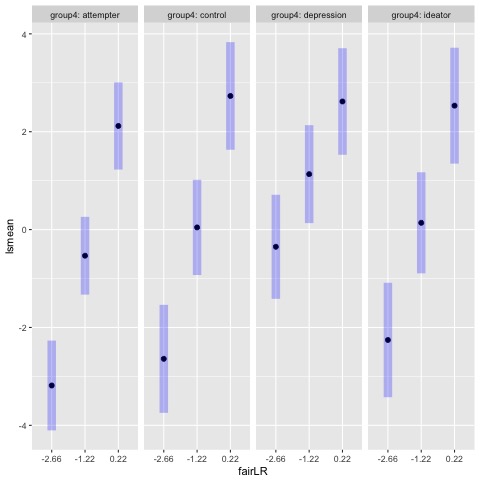 group4: attempter
group4: control
group4: depression
group4: ideator
4
2
0
-2
-4
lsmean
-2.66 -1.22 0.22
-2.66 -1.22 0.22
-2.66 -1.22 0.22
-2.66 -1.22 0.22
fairLR